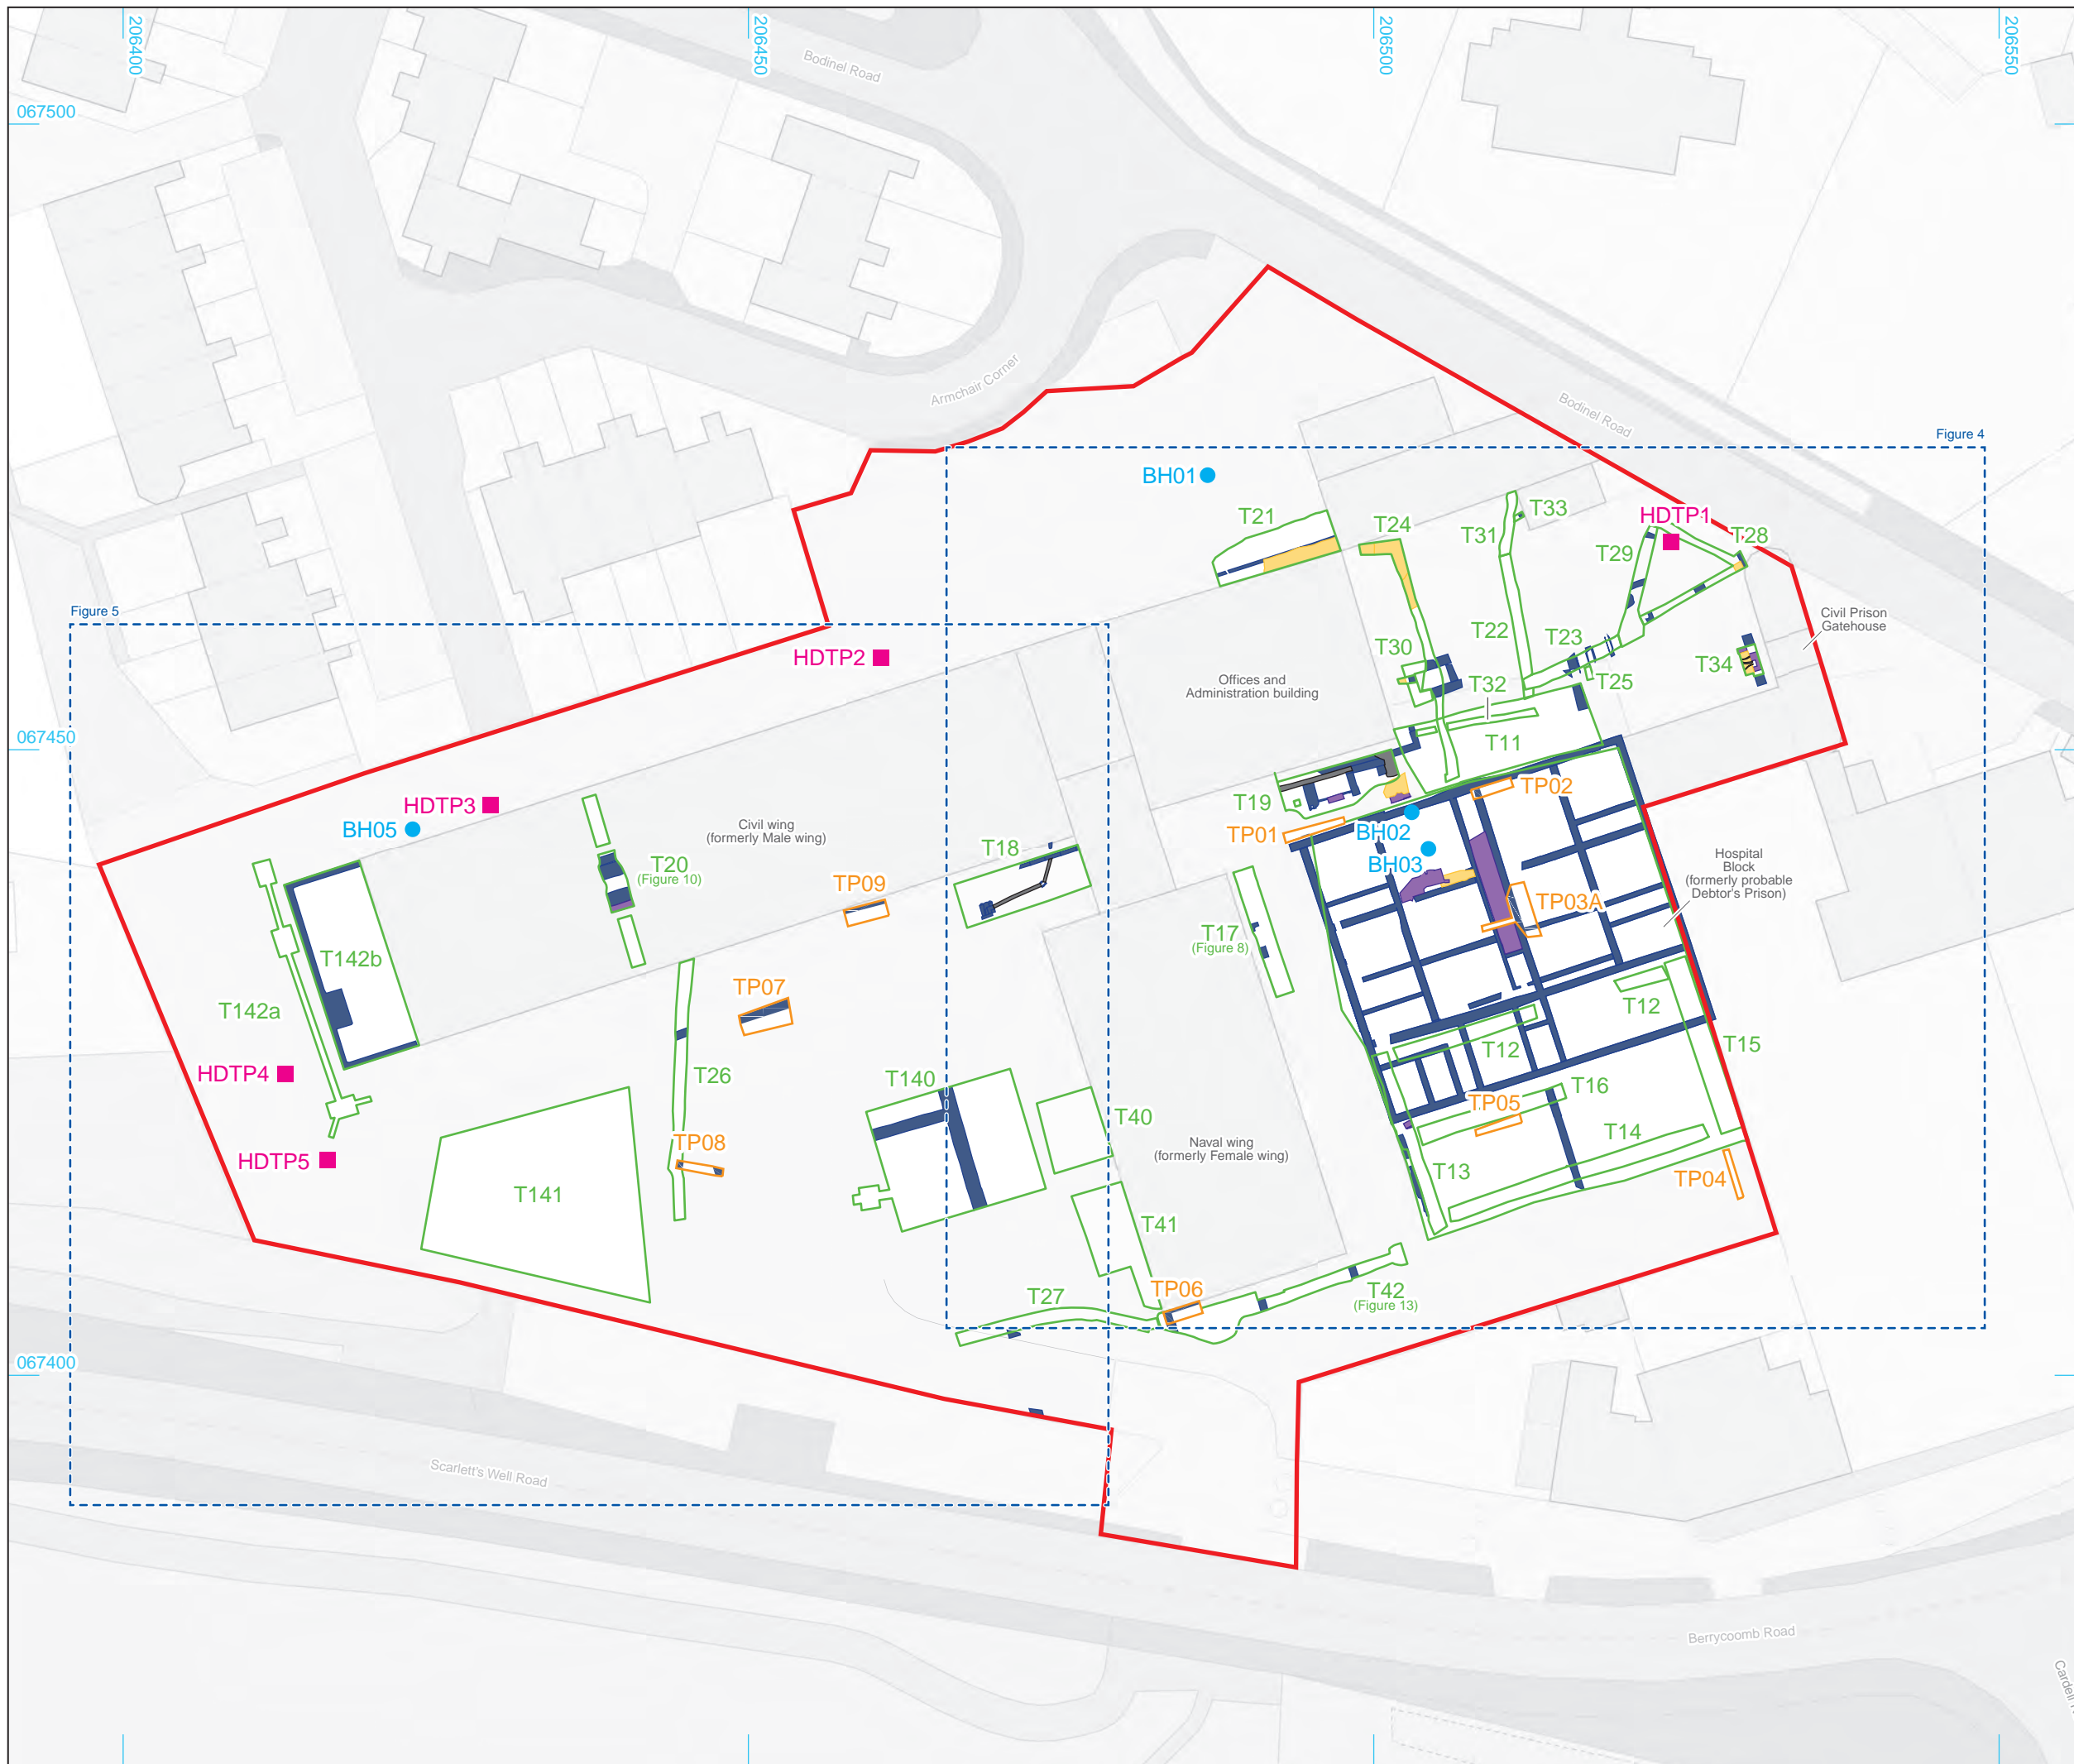 206400
206450
206500
206550
067500
067450
067400
Bodinel Road
Armchair Corner
Bodinel Road
Figure 4
Figure 5
BH01
T21
T24
T33
T31
HDTP1
T28
T29
Civil Prison
Gatehouse
HDTP2
Offices and
Administration building
T30
T22
T23
T34
T32
T25
T11
HDTP3
BH05
Civil wing
(formerly Male wing)
T20
(Figure 10)
T18
T19
TP01
TP02
BH02
BH03
Hospital
Block
(formerly probable
Debtor's Prison)
TP09
TP03A
T17
(Figure 8)
T142b
T142a
TP07
T12
T12
T15
HDTP4
T26
T140
T40
T16
TP05
HDTP5
TP08
Naval wing
(formerly Female wing)
T14
T13
TP04
T141
T41
T27
TP06
T42
(Figure 13)
Scarlett's Well Road
Berrycoomb Road